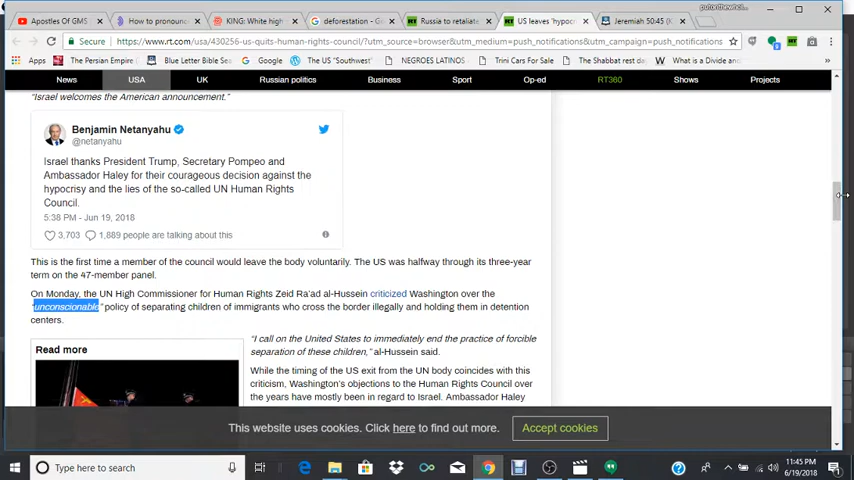 Apostles Of GMS
How to pronounc
KING: White high
deforestation - G
Russia to retaliate
US leaves 'hypoc
Jeremiah 50:45 (K
Secure
https://www.rt.com/usa/430256-us-quits-human-rights-council/?utm_source=browser&utm_medium=push_notifications&utm_campaign=push_notifications
Apps
The Persian Empire
Blue Letter Bible Sea
Google
The US "Southwest"
NEGROES LATINOS
Trini Cars For Sale
The Shabbat rest da
What is a Divide and
News
USA
UK
Russian politics
Business
Sport
Op-ed
RT360
Shows
Projects
"Israel welcomes the American announcement."
Benjamin Netanyahu
@netanyahu
Israel thanks President Trump, Secretary Pompeo and
Ambassador Haley for their courageous decision against the
hypocrisy and the lies of the so-called UN Human Rights
Council.
5:38 PM - Jun 19, 2018
3,703
1,889 people are talking about this
This is the first time a member of the council would leave the body voluntarily. The US was halfway through its three-year
term on the 47-member panel.
On Monday, the UN High Commissioner for Human Rights Zeid Ra'ad al-Hussein criticized Washington over the
"unconscionable" policy of separating children of immigrants who cross the border illegally and holding them in detention
centers.
Read more
"I call on the United States to immediately end the practice of forcible
separation of these children," al-Hussein said.
While the timing of the US exit from the UN body coincides with this
criticism, Washington's objections to the Human Rights Council over
the years have mostly been in regard to Israel. Ambassador Haley
This website uses cookies. Click here to find out more.
Accept cookies
Type here to search
11:45 PM
6/19/2018